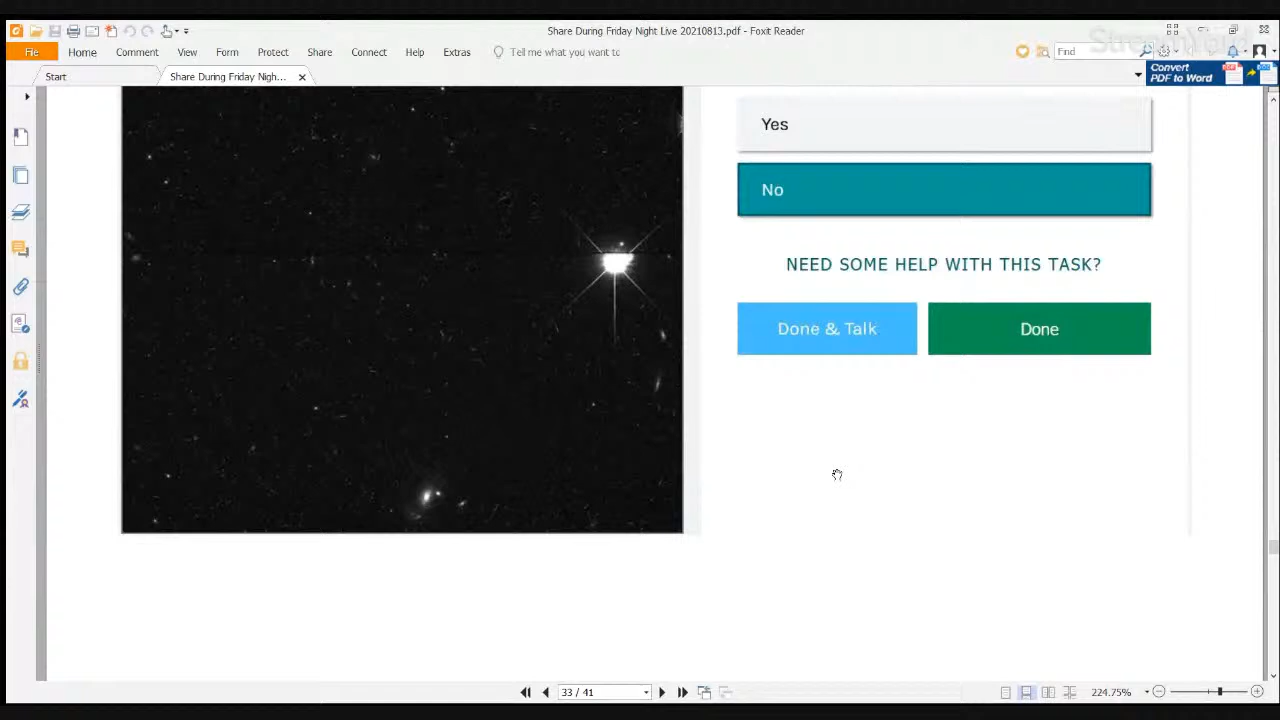 Share During Friday Night Live 20210813.pdf - Foxit Reader
File Home Comment View Form Protect Share Connect Help Extras Tell me what you want tc Find
Start Share During Friday Nigh... Convert
PDF to Word
Yes
No
NEED SOME HELP WITH THIS TASK?
Done & Talk Done
33 / 41 224.75%